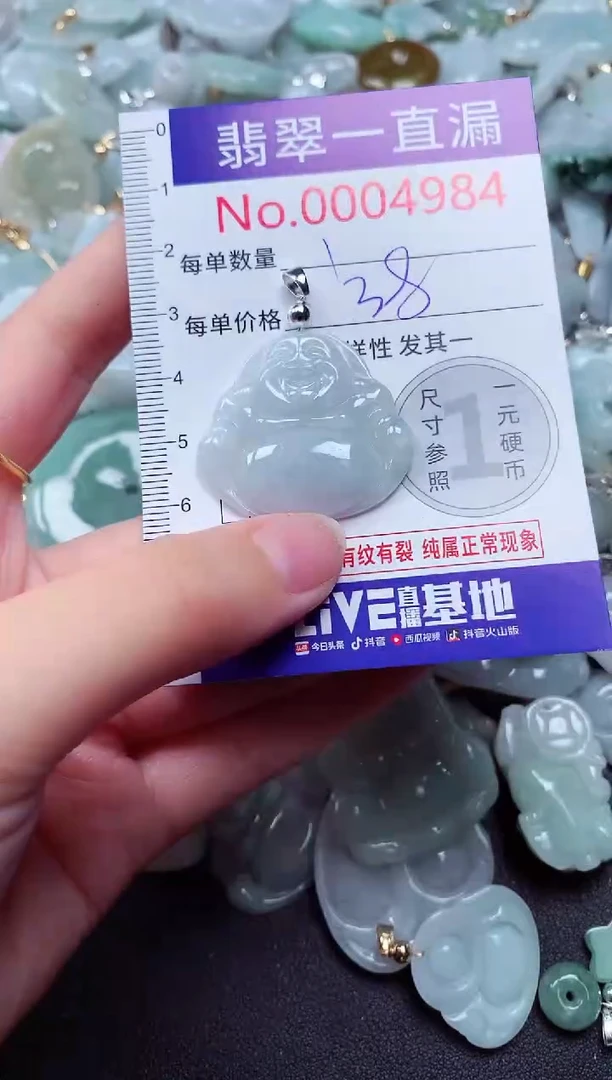 翡翠一直漏
No.0004984
每单数量
每单价格 38
样性 发其一
尺寸参照 1 一元硬币
有纹有裂 纯属正常现象
LIVE直播基地
今日头条 抖音 西瓜视频 抖音火山版
0
1
2
3
4
5
6